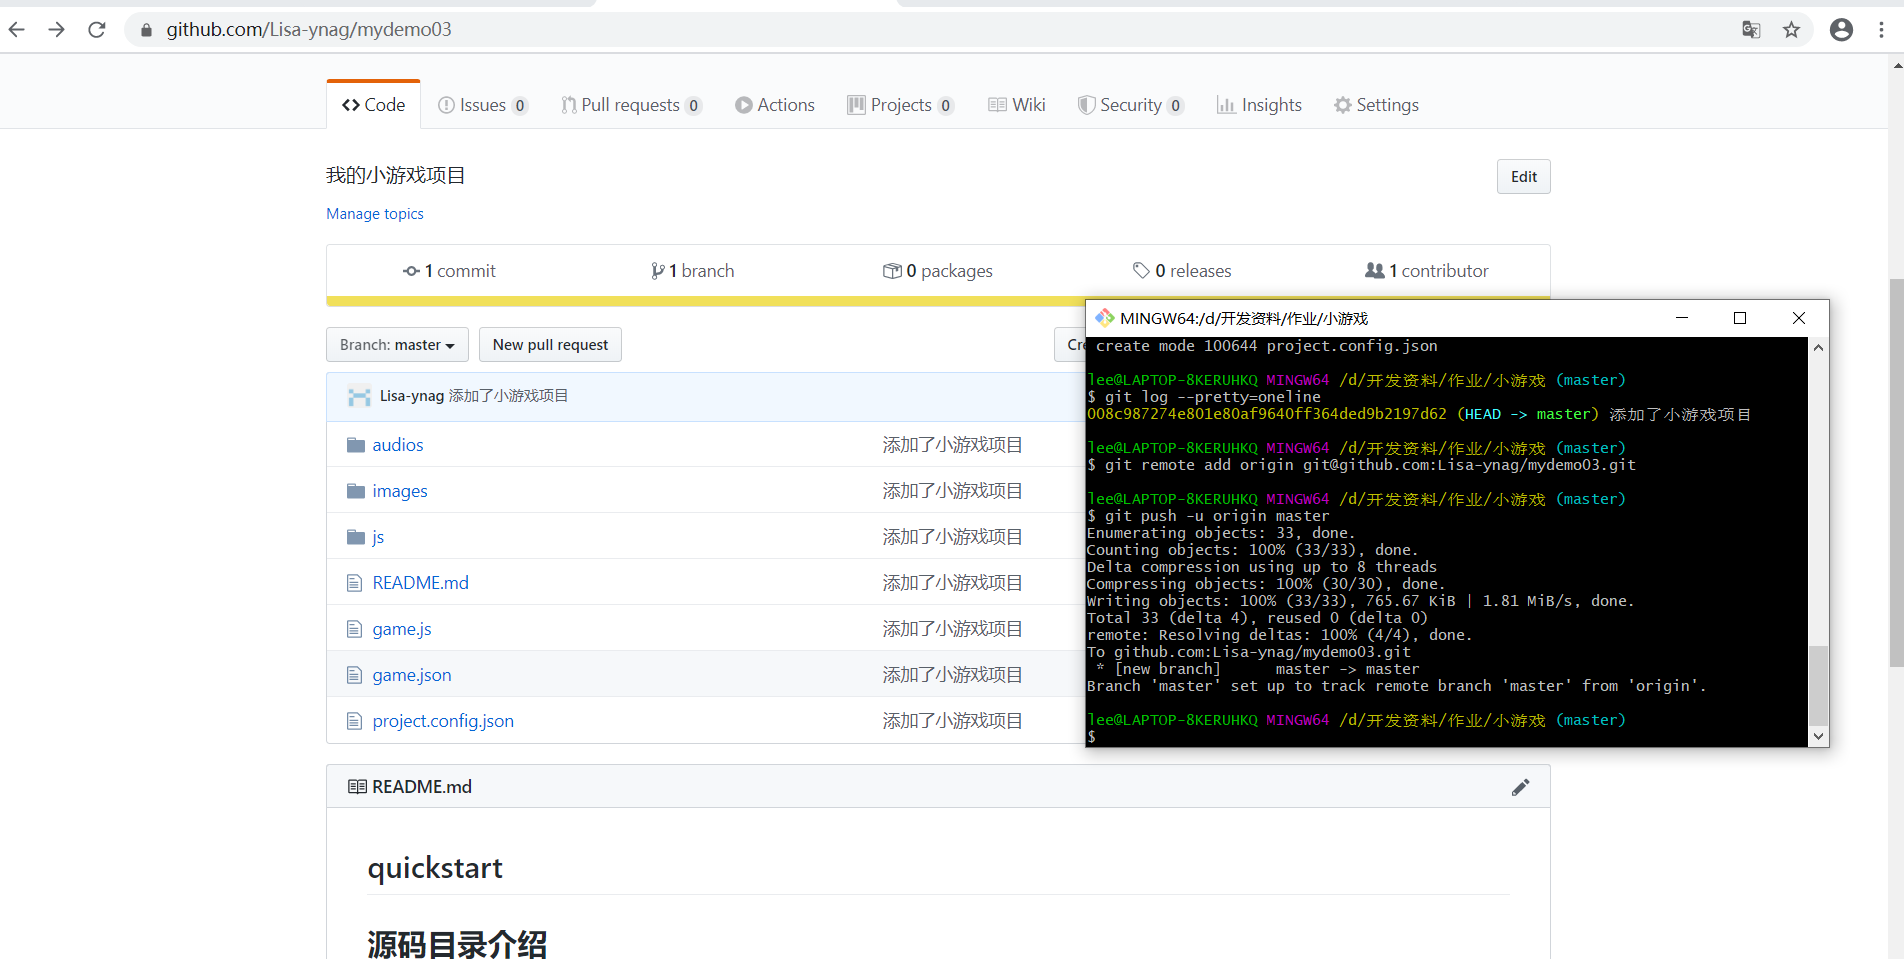 github.com/Lisa-ynag/mydemo03
Code Issues 0 Pull requests 0 Actions Projects 0 Wiki Security 0 Insights Settings
我的小游戏项目
Edit
Manage topics
1 commit 1 branch 0 packages 0 releases 1 contributor
Branch: master New pull request
Lisa-ynag 添加了小游戏项目
audios 添加了小游戏项目
images 添加了小游戏项目
js 添加了小游戏项目
README.md 添加了小游戏项目
game.js 添加了小游戏项目
game.json 添加了小游戏项目
project.config.json 添加了小游戏项目
README.md
quickstart
源码目录介绍
MINGW64:/d/开发资料/作业/小游戏
create mode 100644 project.config.json
lee@LAPTOP-8KERUHKQ MINGW64 /d/开发资料/作业/小游戏 (master)
$ git log --pretty=oneline
008c987274e801e80af9640ff364ded9b2197d62 (HEAD -> master) 添加了小游戏项目
lee@LAPTOP-8KERUHKQ MINGW64 /d/开发资料/作业/小游戏 (master)
$ git remote add origin git@github.com:Lisa-ynag/mydemo03.git
lee@LAPTOP-8KERUHKQ MINGW64 /d/开发资料/作业/小游戏 (master)
$ git push -u origin master
Enumerating objects: 33, done.
Counting objects: 100% (33/33), done.
Delta compression using up to 8 threads
Compressing objects: 100% (30/30), done.
Writing objects: 100% (33/33), 765.67 KiB | 1.81 MiB/s, done.
Total 33 (delta 4), reused 0 (delta 0)
remote: Resolving deltas: 100% (4/4), done.
To github.com:Lisa-ynag/mydemo03.git
* [new branch] master -> master
Branch 'master' set up to track remote branch 'master' from 'origin'.
lee@LAPTOP-8KERUHKQ MINGW64 /d/开发资料/作业/小游戏 (master)
$